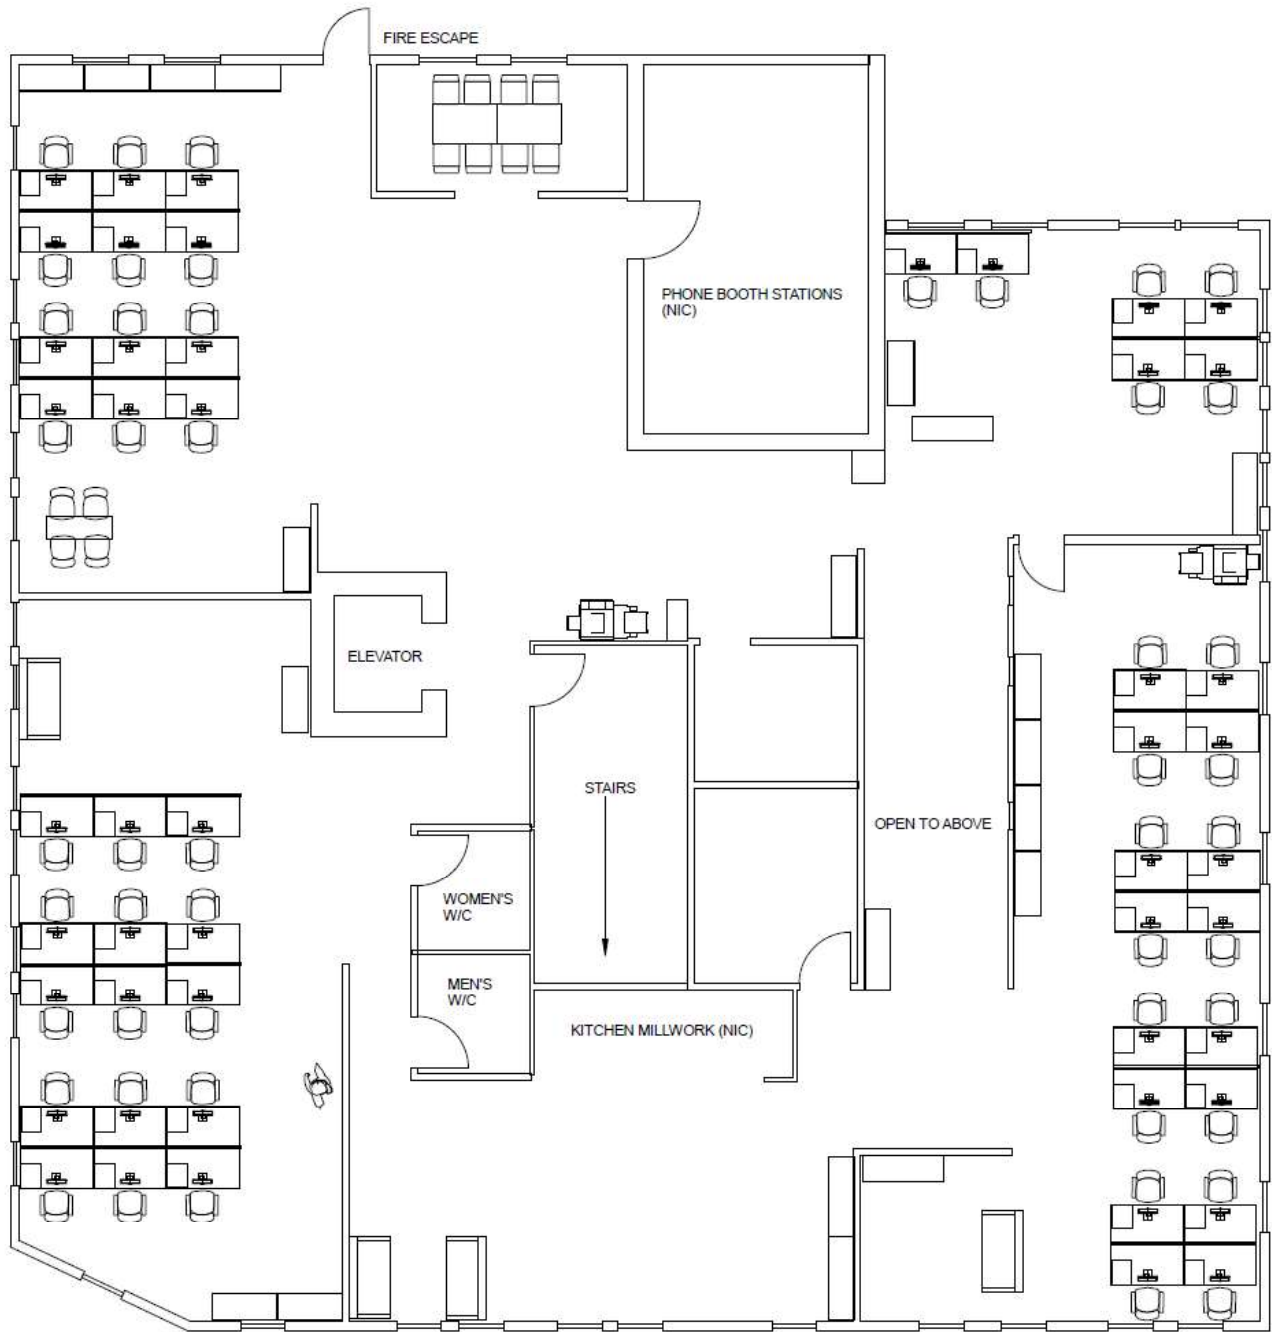 FIRE ESCAPE
PHONE BOOTH STATIONS
(NIC)
ELEVATOR
STAIRS
OPEN TO ABOVE
WOMEN'S
W/C
MEN'S
W/C
KITCHEN MILLWORK (NIC)